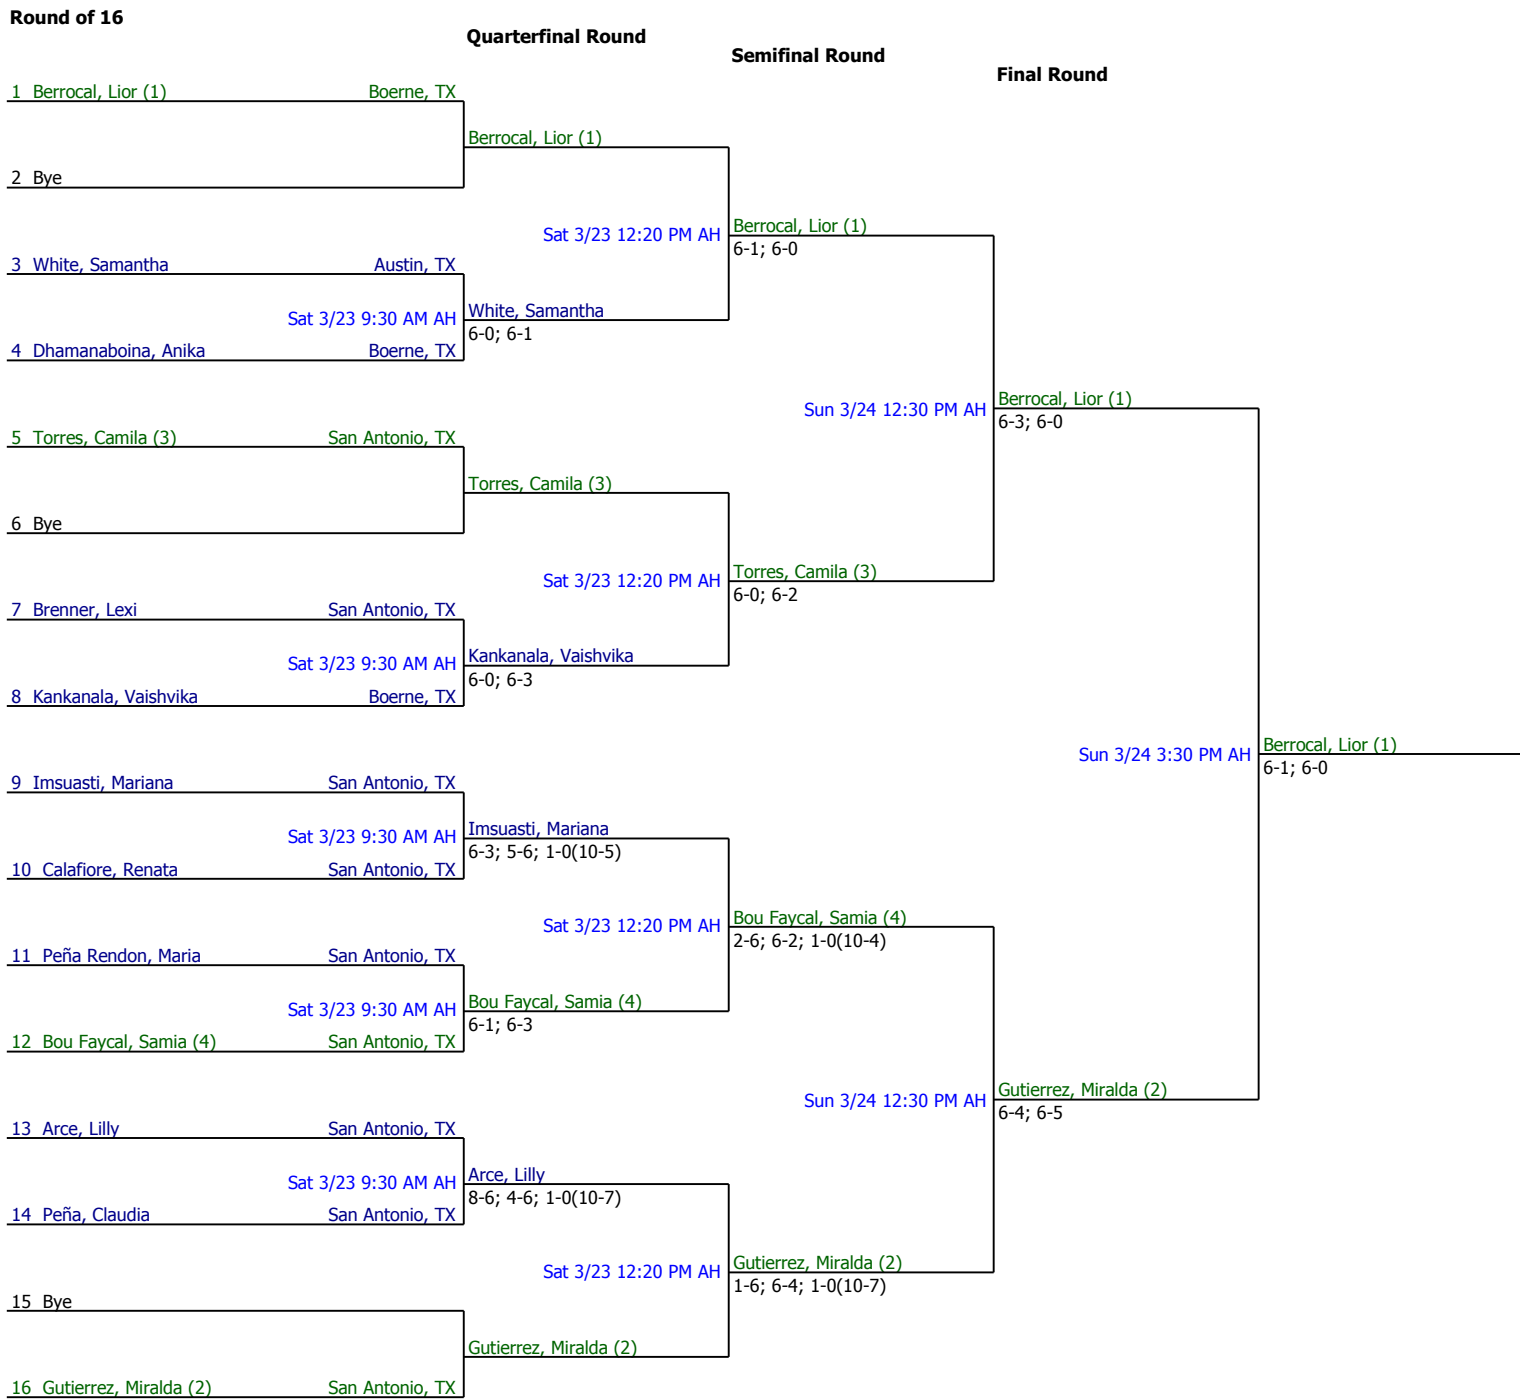 Round of 16
Quarterfinal Round
Semifinal Round
Final Round
1 Berrocal, Lior (1) Boerne, TX
Berrocal, Lior (1)
2 Bye
Sat 3/23 12:20 PM AH Berrocal, Lior (1)
6-1; 6-0
3 White, Samantha Austin, TX
Sat 3/23 9:30 AM AH White, Samantha
6-0; 6-1
4 Dhamanaboina, Anika Boerne, TX
Sun 3/24 12:30 PM AH Berrocal, Lior (1)
6-3; 6-0
5 Torres, Camila (3) San Antonio, TX
Torres, Camila (3)
6 Bye
Sat 3/23 12:20 PM AH Torres, Camila (3)
6-0; 6-2
7 Brenner, Lexi San Antonio, TX
Sat 3/23 9:30 AM AH Kankanala, Vaishvika
6-0; 6-3
8 Kankanala, Vaishvika Boerne, TX
Sun 3/24 3:30 PM AH Berrocal, Lior (1)
6-1; 6-0
9 Imsuasti, Mariana San Antonio, TX
Sat 3/23 9:30 AM AH Imsuasti, Mariana
6-3; 5-6; 1-0(10-5)
10 Calafiore, Renata San Antonio, TX
Sat 3/23 12:20 PM AH Bou Faycal, Samia (4)
2-6; 6-2; 1-0(10-4)
11 Peña Rendon, Maria San Antonio, TX
Sat 3/23 9:30 AM AH Bou Faycal, Samia (4)
6-1; 6-3
12 Bou Faycal, Samia (4) San Antonio, TX
Sun 3/24 12:30 PM AH Gutierrez, Miralda (2)
6-4; 6-5
13 Arce, Lilly San Antonio, TX
Sat 3/23 9:30 AM AH Arce, Lilly
8-6; 4-6; 1-0(10-7)
14 Peña, Claudia San Antonio, TX
Sat 3/23 12:20 PM AH Gutierrez, Miralda (2)
1-6; 6-4; 1-0(10-7)
15 Bye
Gutierrez, Miralda (2)
16 Gutierrez, Miralda (2) San Antonio, TX